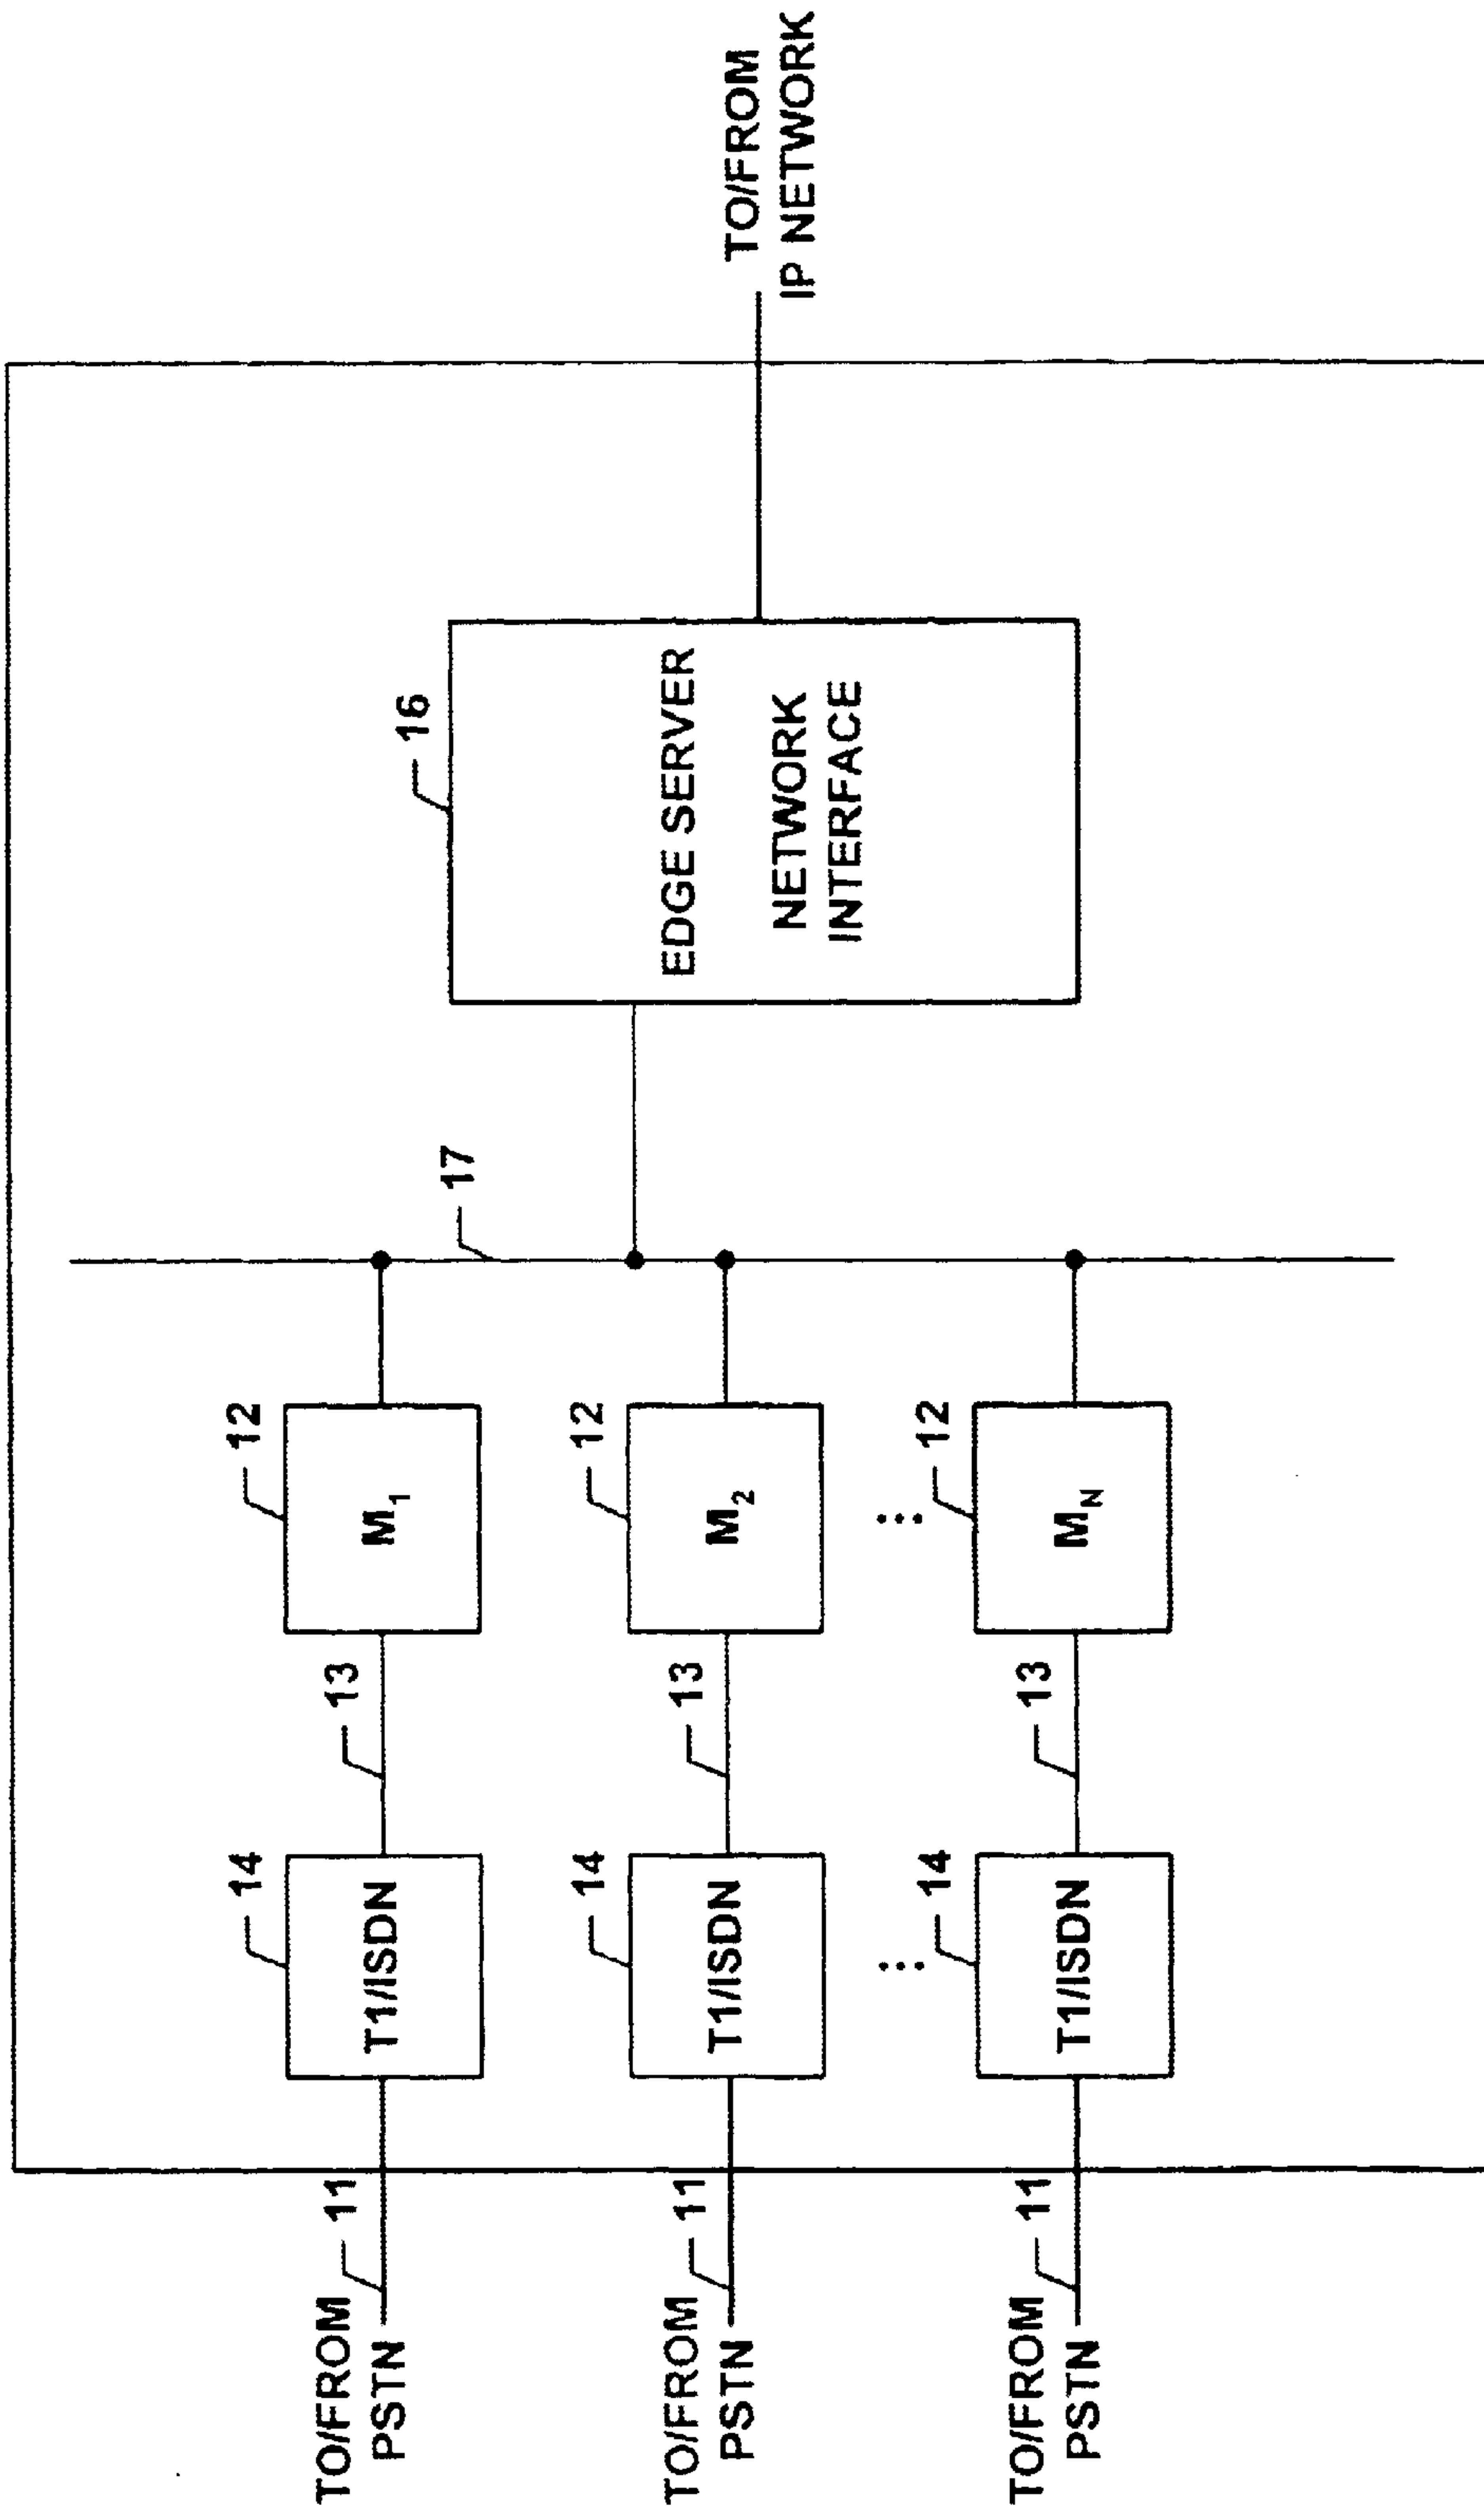 TO/FROM
PSTN
11
14
T1/ISDN
13
12
M1
TO/FROM
PSTN
11
14
T1/ISDN
13
12
M2
TO/FROM
PSTN
11
14
T1/ISDN
13
12
MN
17
16
EDGE SERVER
NETWORK
INTERFACE
TO/FROM
IP NETWORK